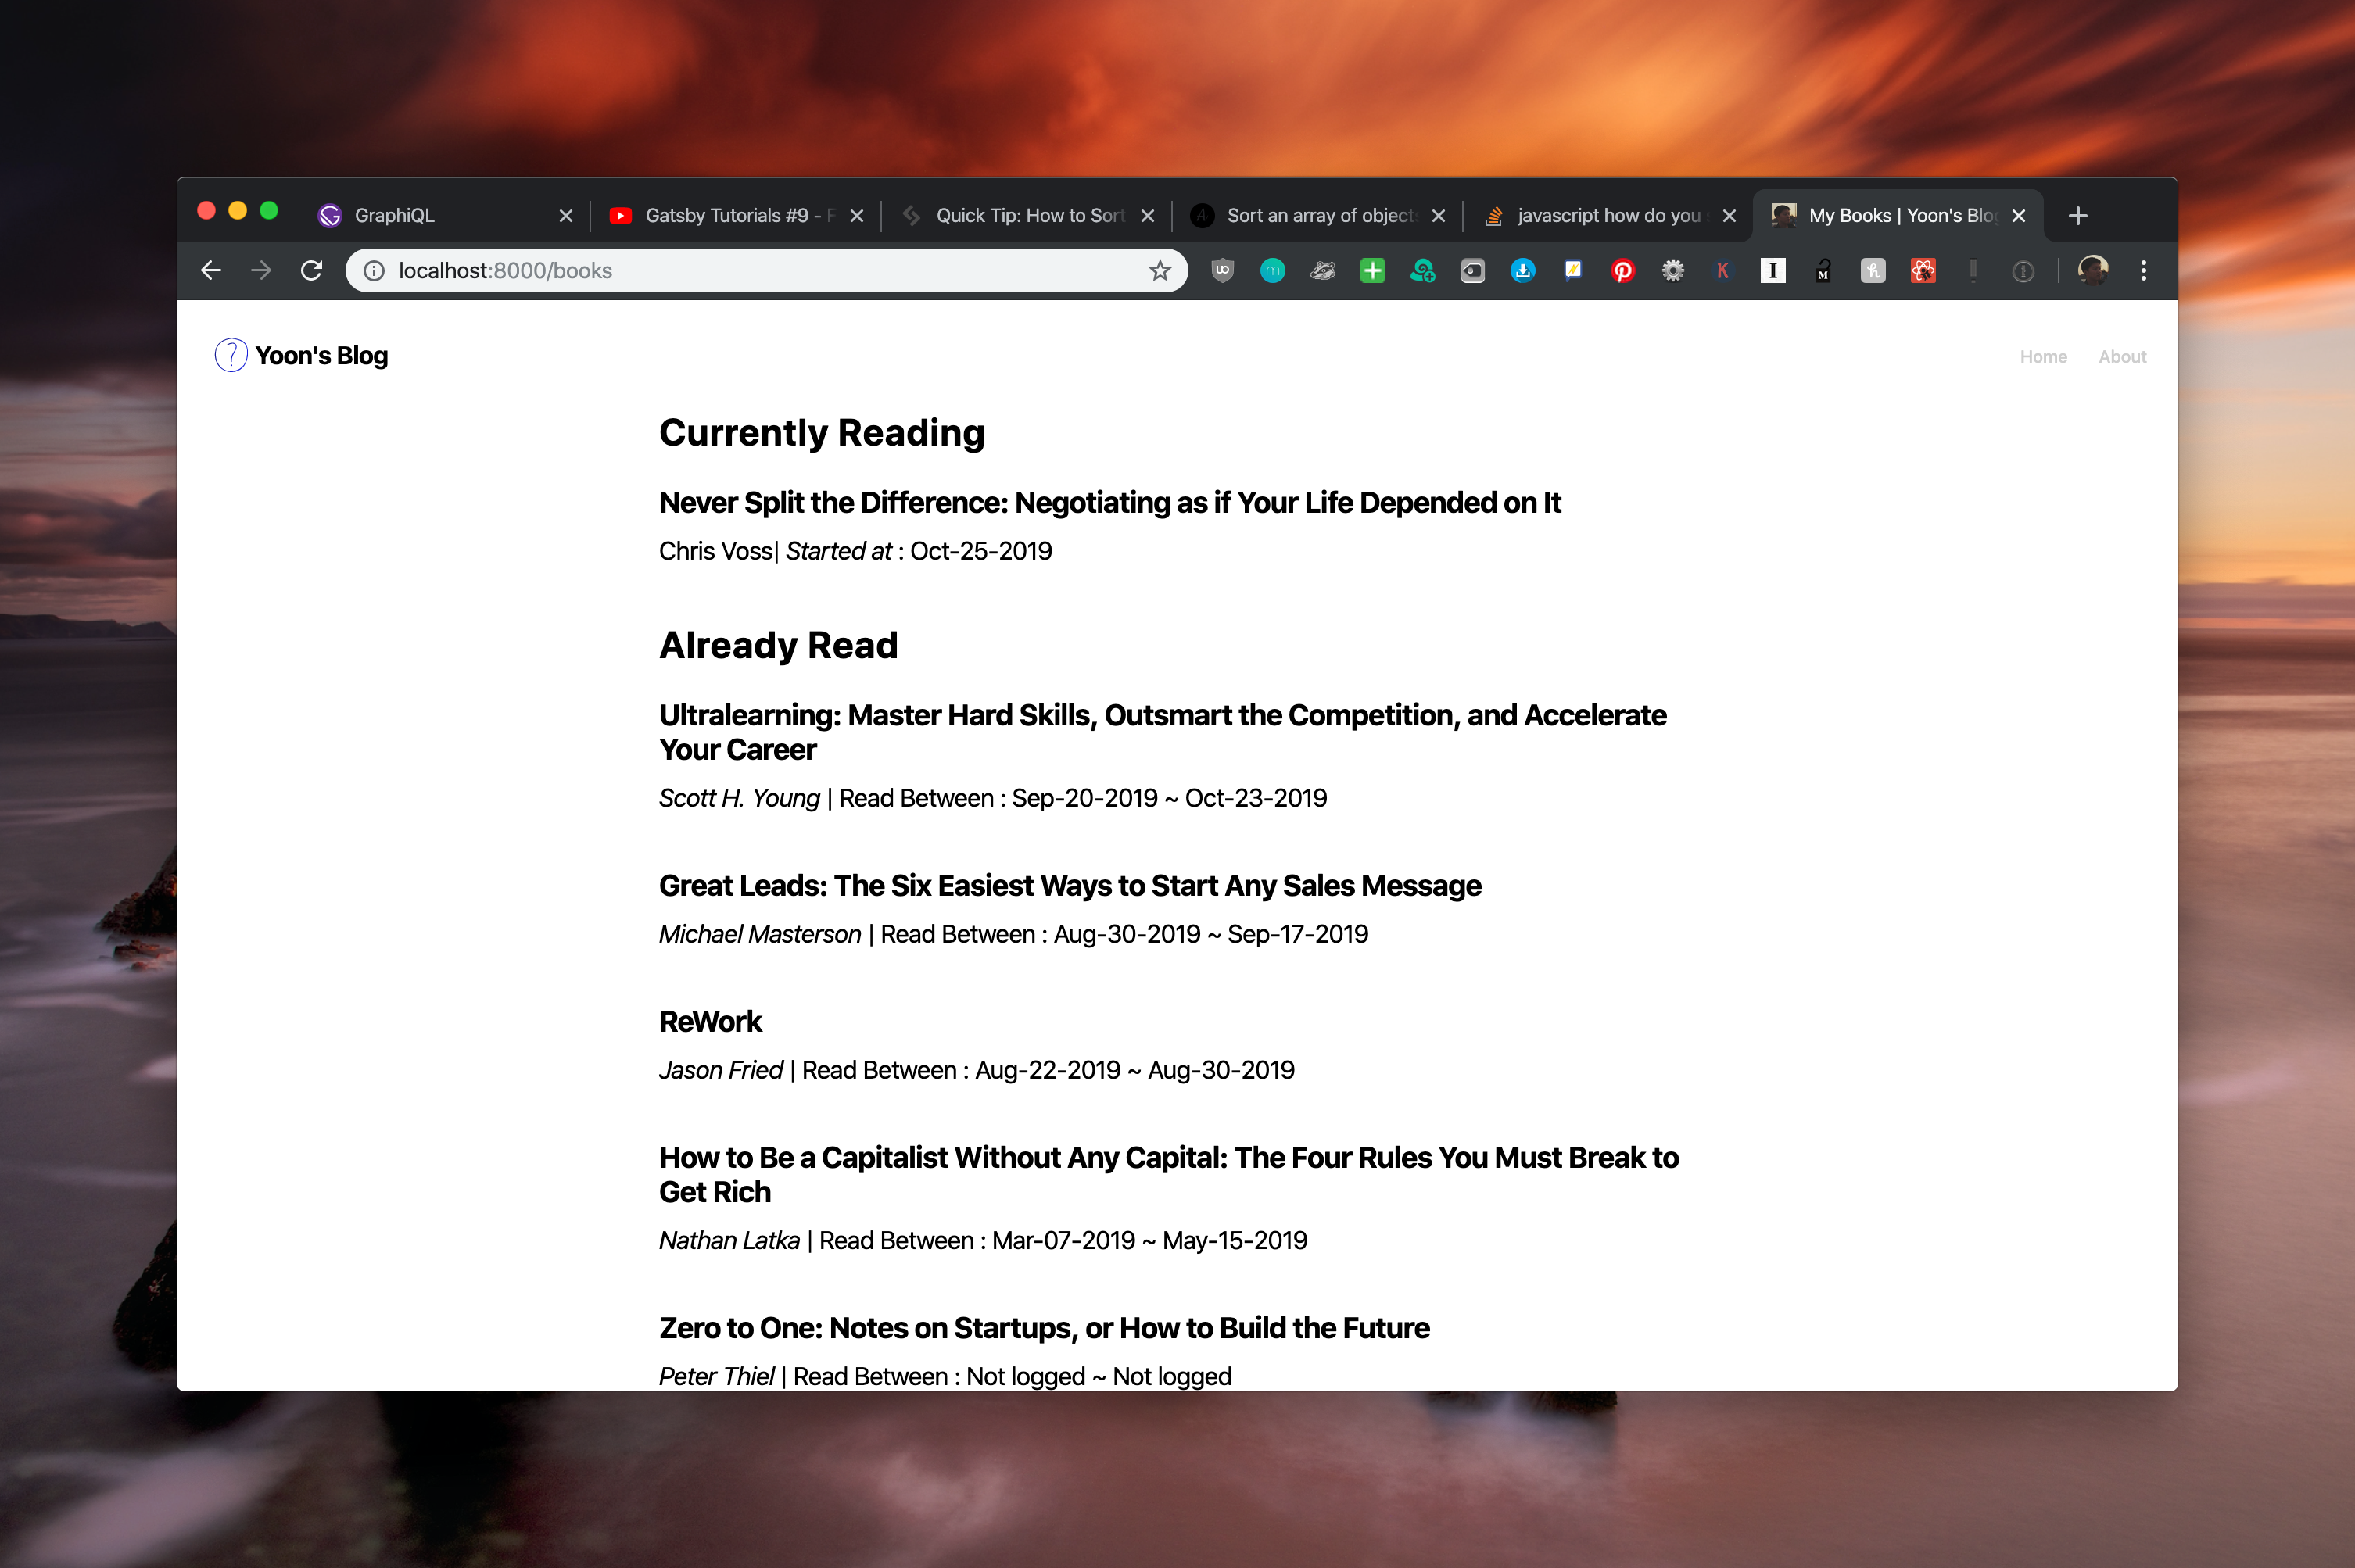 GraphiQL
Gatsby Tutorials #9 -
Quick Tip: How to Sort
Sort an array of objects
javascript how do you
My Books | Yoon's Blog
localhost:8000/books
Yoon's Blog
Home
About
Currently Reading
Never Split the Difference: Negotiating as if Your Life Depended on It
Chris Voss| Started at : Oct-25-2019
Already Read
Ultralearning: Master Hard Skills, Outsmart the Competition, and Accelerate
Your Career
Scott H. Young | Read Between : Sep-20-2019 ~ Oct-23-2019
Great Leads: The Six Easiest Ways to Start Any Sales Message
Michael Masterson | Read Between : Aug-30-2019 ~ Sep-17-2019
ReWork
Jason Fried | Read Between : Aug-22-2019 ~ Aug-30-2019
How to Be a Capitalist Without Any Capital: The Four Rules You Must Break to
Get Rich
Nathan Latka | Read Between : Mar-07-2019 ~ May-15-2019
Zero to One: Notes on Startups, or How to Build the Future
Peter Thiel | Read Between : Not logged ~ Not logged